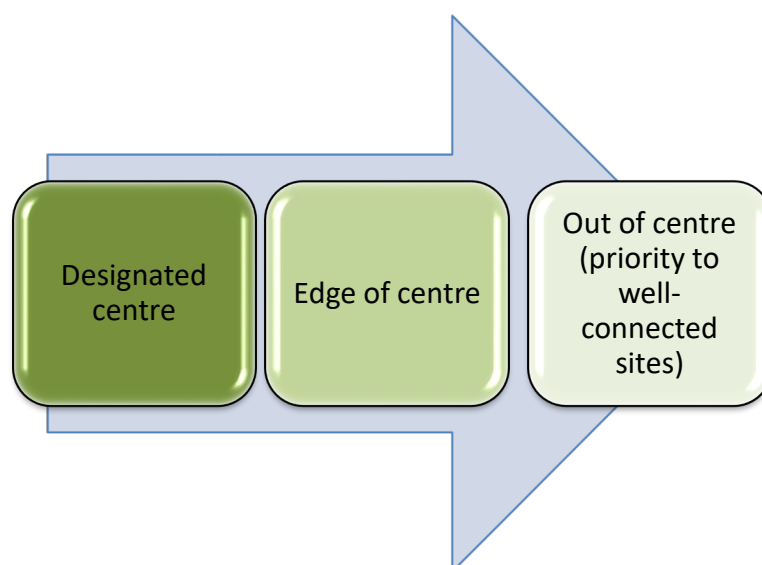 Designated
centre
Edge of centre
Out of centre
(priority to
well-
connected
sites)